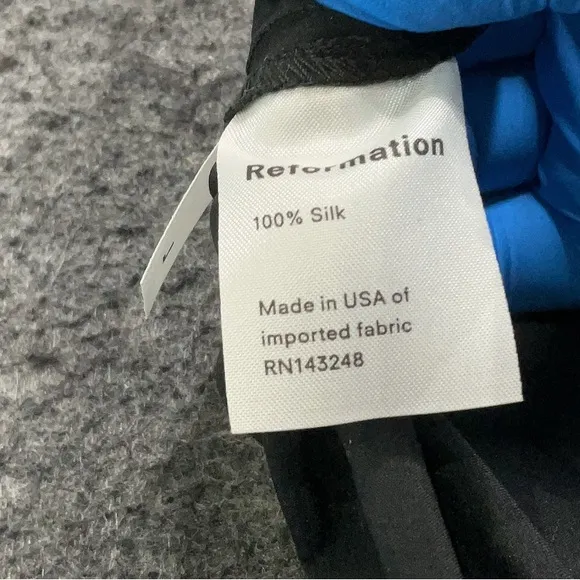 Reformation
100% Silk
Made in USA of
imported fabric
RN143248